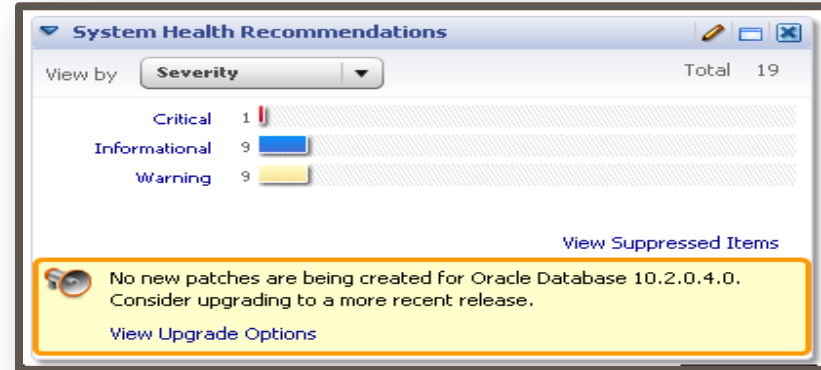 System Health Recommendations
View by Severity Total 19
Critical 1
Informational 9
Warning 9
View Suppressed Items
No new patches are being created for Oracle Database 10.2.0.4.0.
Consider upgrading to a more recent release.
View Upgrade Options